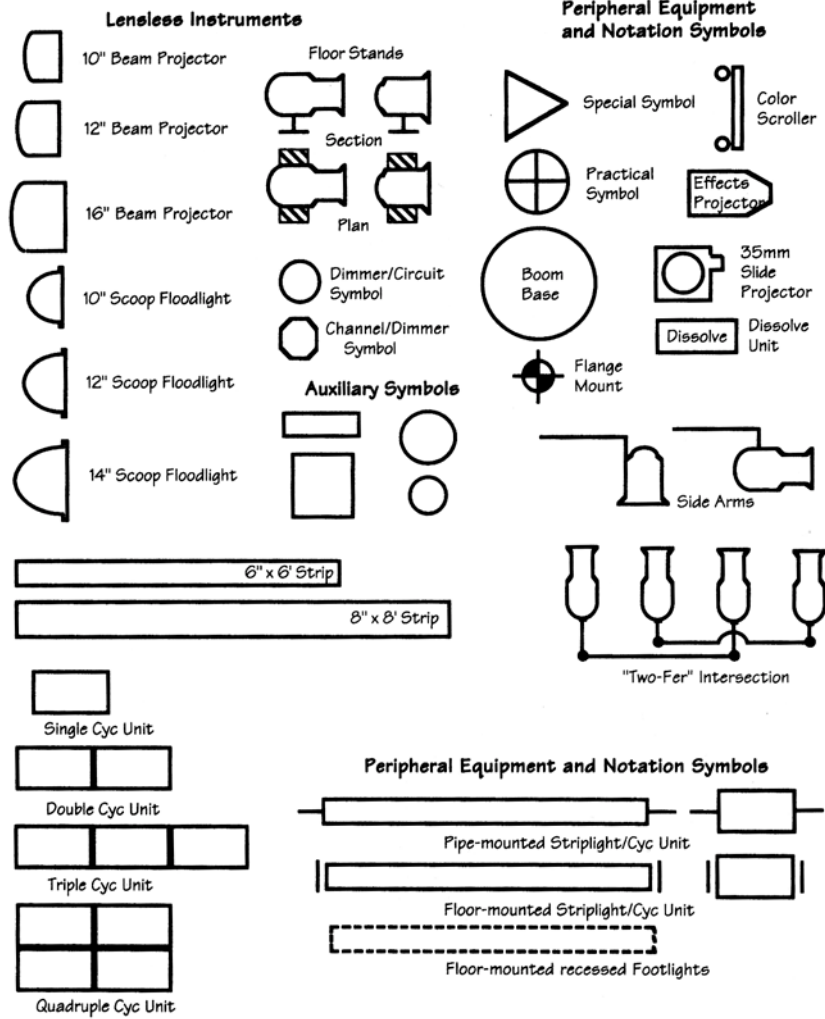 Lensless Instruments
10" Beam Projector
12" Beam Projector
16" Beam Projector
10" Scoop Floodlight
12" Scoop Floodlight
14" Scoop Floodlight
Floor Stands
Section
Plan
Dimmer/Circuit
Symbol
Channel/Dimmer
Symbol
Auxiliary Symbols
Peripheral Equipment
and Notation Symbols
Special Symbol
Color
Scroller
Practical
Symbol
Effects
Projector
Boom
Base
35mm
Slide
Projector
Dissolve
Dissolve
Unit
Flange
Mount
Side Arms
6" x 6' Strip
8" x 8' Strip
"Two-Fer" Intersection
Single Cyc Unit
Double Cyc Unit
Triple Cyc Unit
Quadruple Cyc Unit
Peripheral Equipment and Notation Symbols
Pipe-mounted Striplight/Cyc Unit
Floor-mounted Striplight/Cyc Unit
Floor-mounted recessed Footlights